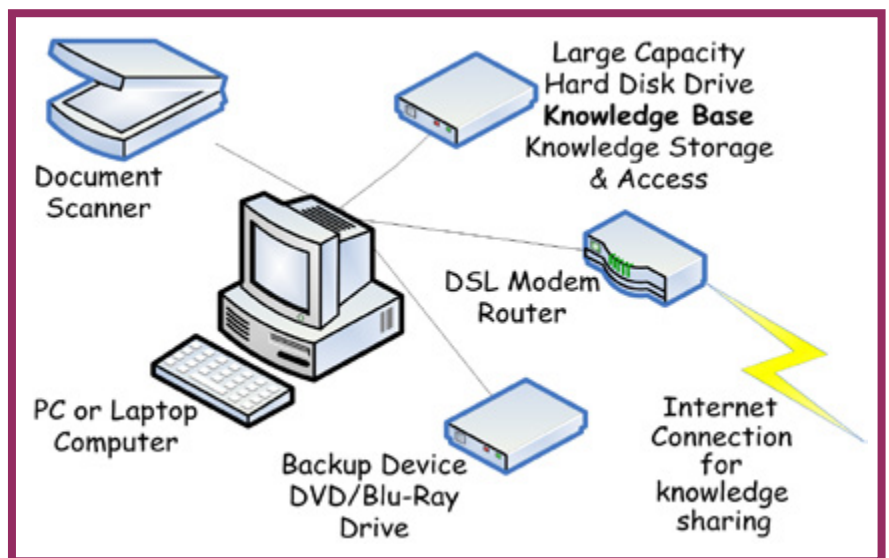 Large Capacity
Hard Disk Drive
Knowledge Base
Knowledge Storage
& Access
Document
Scanner
DSL Modem
Router
PC or Laptop
Computer
Internet
Connection
for
knowledge
sharing
Backup Device
DVD/Blu-Ray
Drive